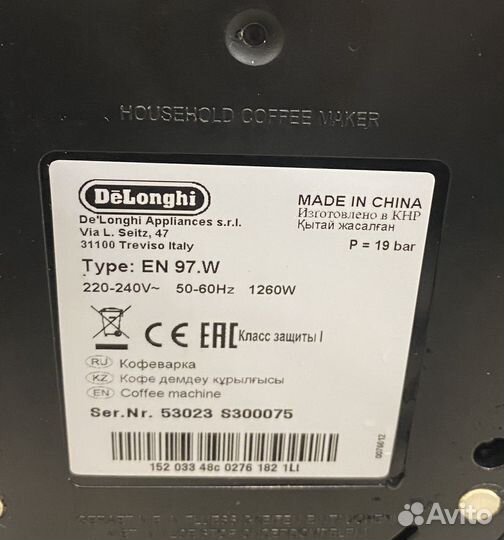 HOUSEHOLD COFFEE MAKER
DeLonghi
De'Longhi Appliances s.r.l.
Via L. Seitz, 47
31100 Treviso Italy
MADE IN CHINA
Изготовлено в КНР
Қытай жасалған
P = 19 bar
Type: EN 97.W
220-240V~ 50-60Hz 1260W
CE EAC Класс защиты I
RU Кофеварка
KZ Кофе демдеу құрылғысы
EN Coffee machine
Ser.Nr. 53023 S300075
152 033 48c 0276 182 1LI
0076612
Avito